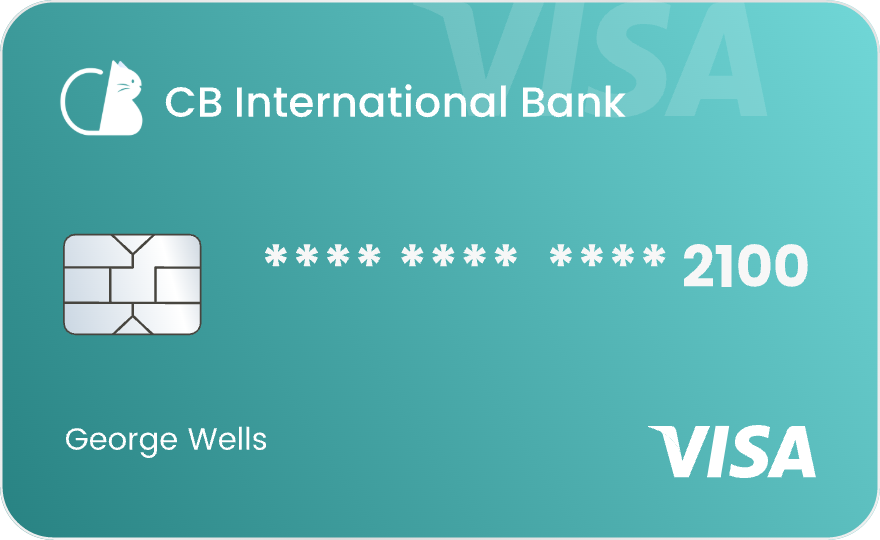 VISA
CB International Bank
**** **** **** 2100
George Wells
VISA